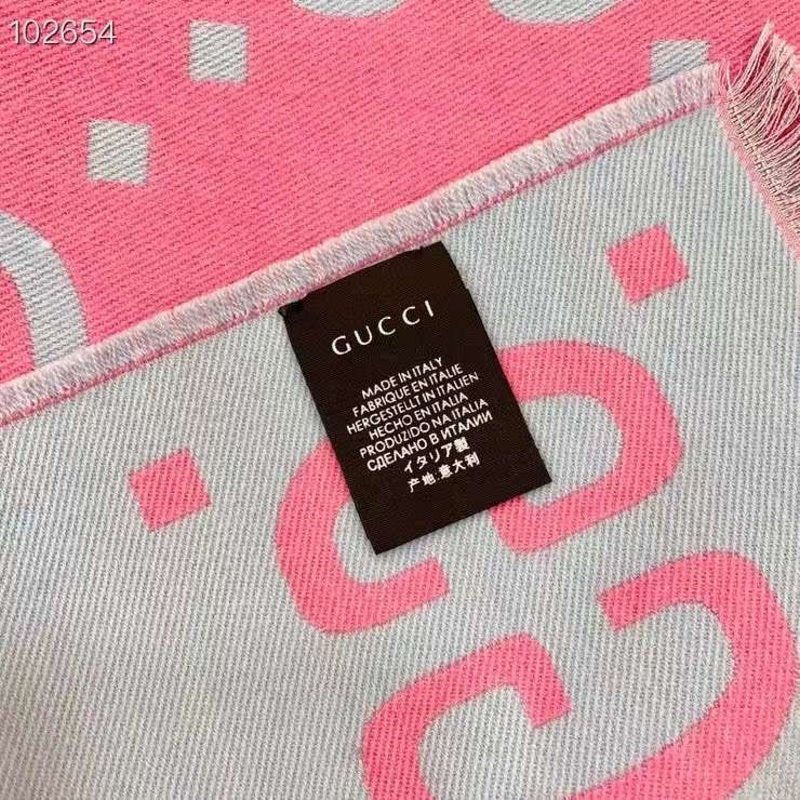 102654
GUCCI
MADE IN ITALY
FABRIQUE EN ITALIE
HERGESTELLT IN ITALIEN
HECHO EN ITALIA
PRODUZIDO NA ITALIA
СДЕЛАНО В ИТАЛИИ
イタリア製
产地:意大利